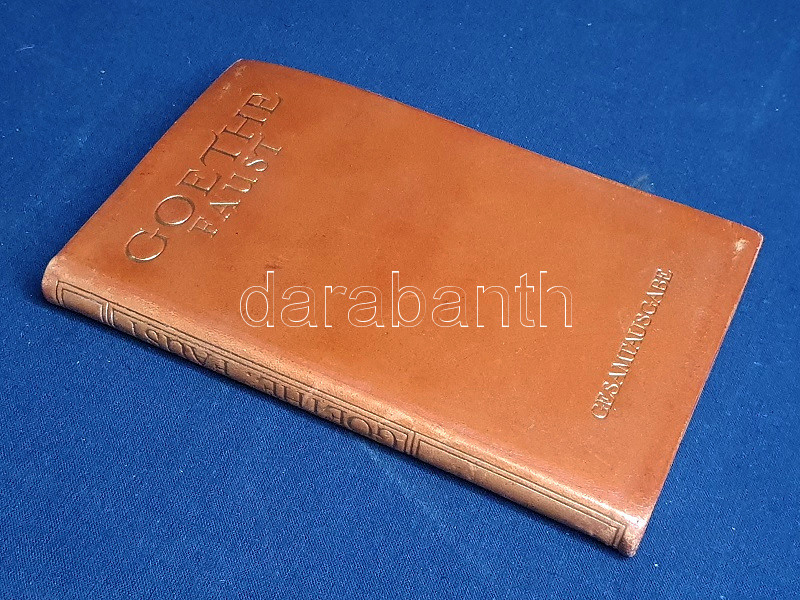 GOETHE
FAUST
darabanth
GESAMTAUSGABE
GOETHE · FAUST